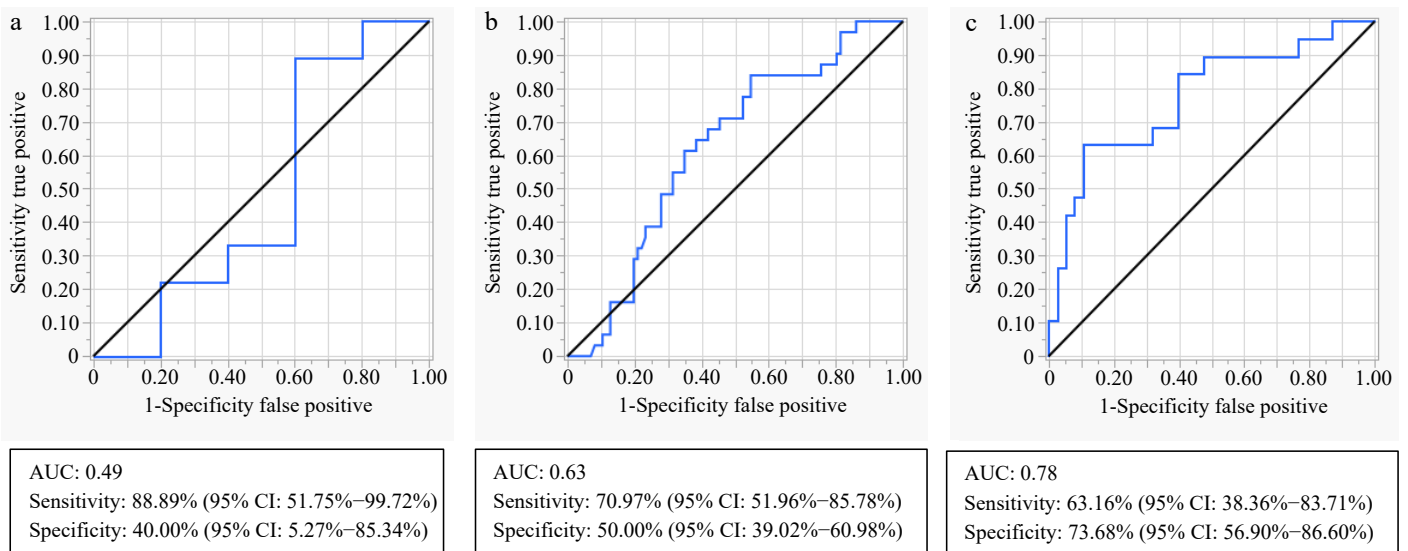 a
1.00
0.90
0.80
0.70
0.60
0.50
0.40
0.30
0.20
0.10
0
Sensitivity true positive
0 0.20 0.40 0.60 0.80 1.00
1-Specificity false positive
AUC: 0.49
Sensitivity: 88.89% (95% CI: 51.75%−99.72%)
Specificity: 40.00% (95% CI: 5.27%−85.34%)
b
1.00
0.90
0.80
0.70
0.60
0.50
0.40
0.30
0.20
0.10
0
Sensitivity true positive
0 0.20 0.40 0.60 0.80 1.00
1-Specificity false positive
AUC: 0.63
Sensitivity: 70.97% (95% CI: 51.96%−85.78%)
Specificity: 50.00% (95% CI: 39.02%−60.98%)
c
1.00
0.90
0.80
0.70
0.60
0.50
0.40
0.30
0.20
0.10
0
Sensitivity true positive
0 0.20 0.40 0.60 0.80 1.00
1-Specificity false positive
AUC: 0.78
Sensitivity: 63.16% (95% CI: 38.36%−83.71%)
Specificity: 73.68% (95% CI: 56.90%−86.60%)